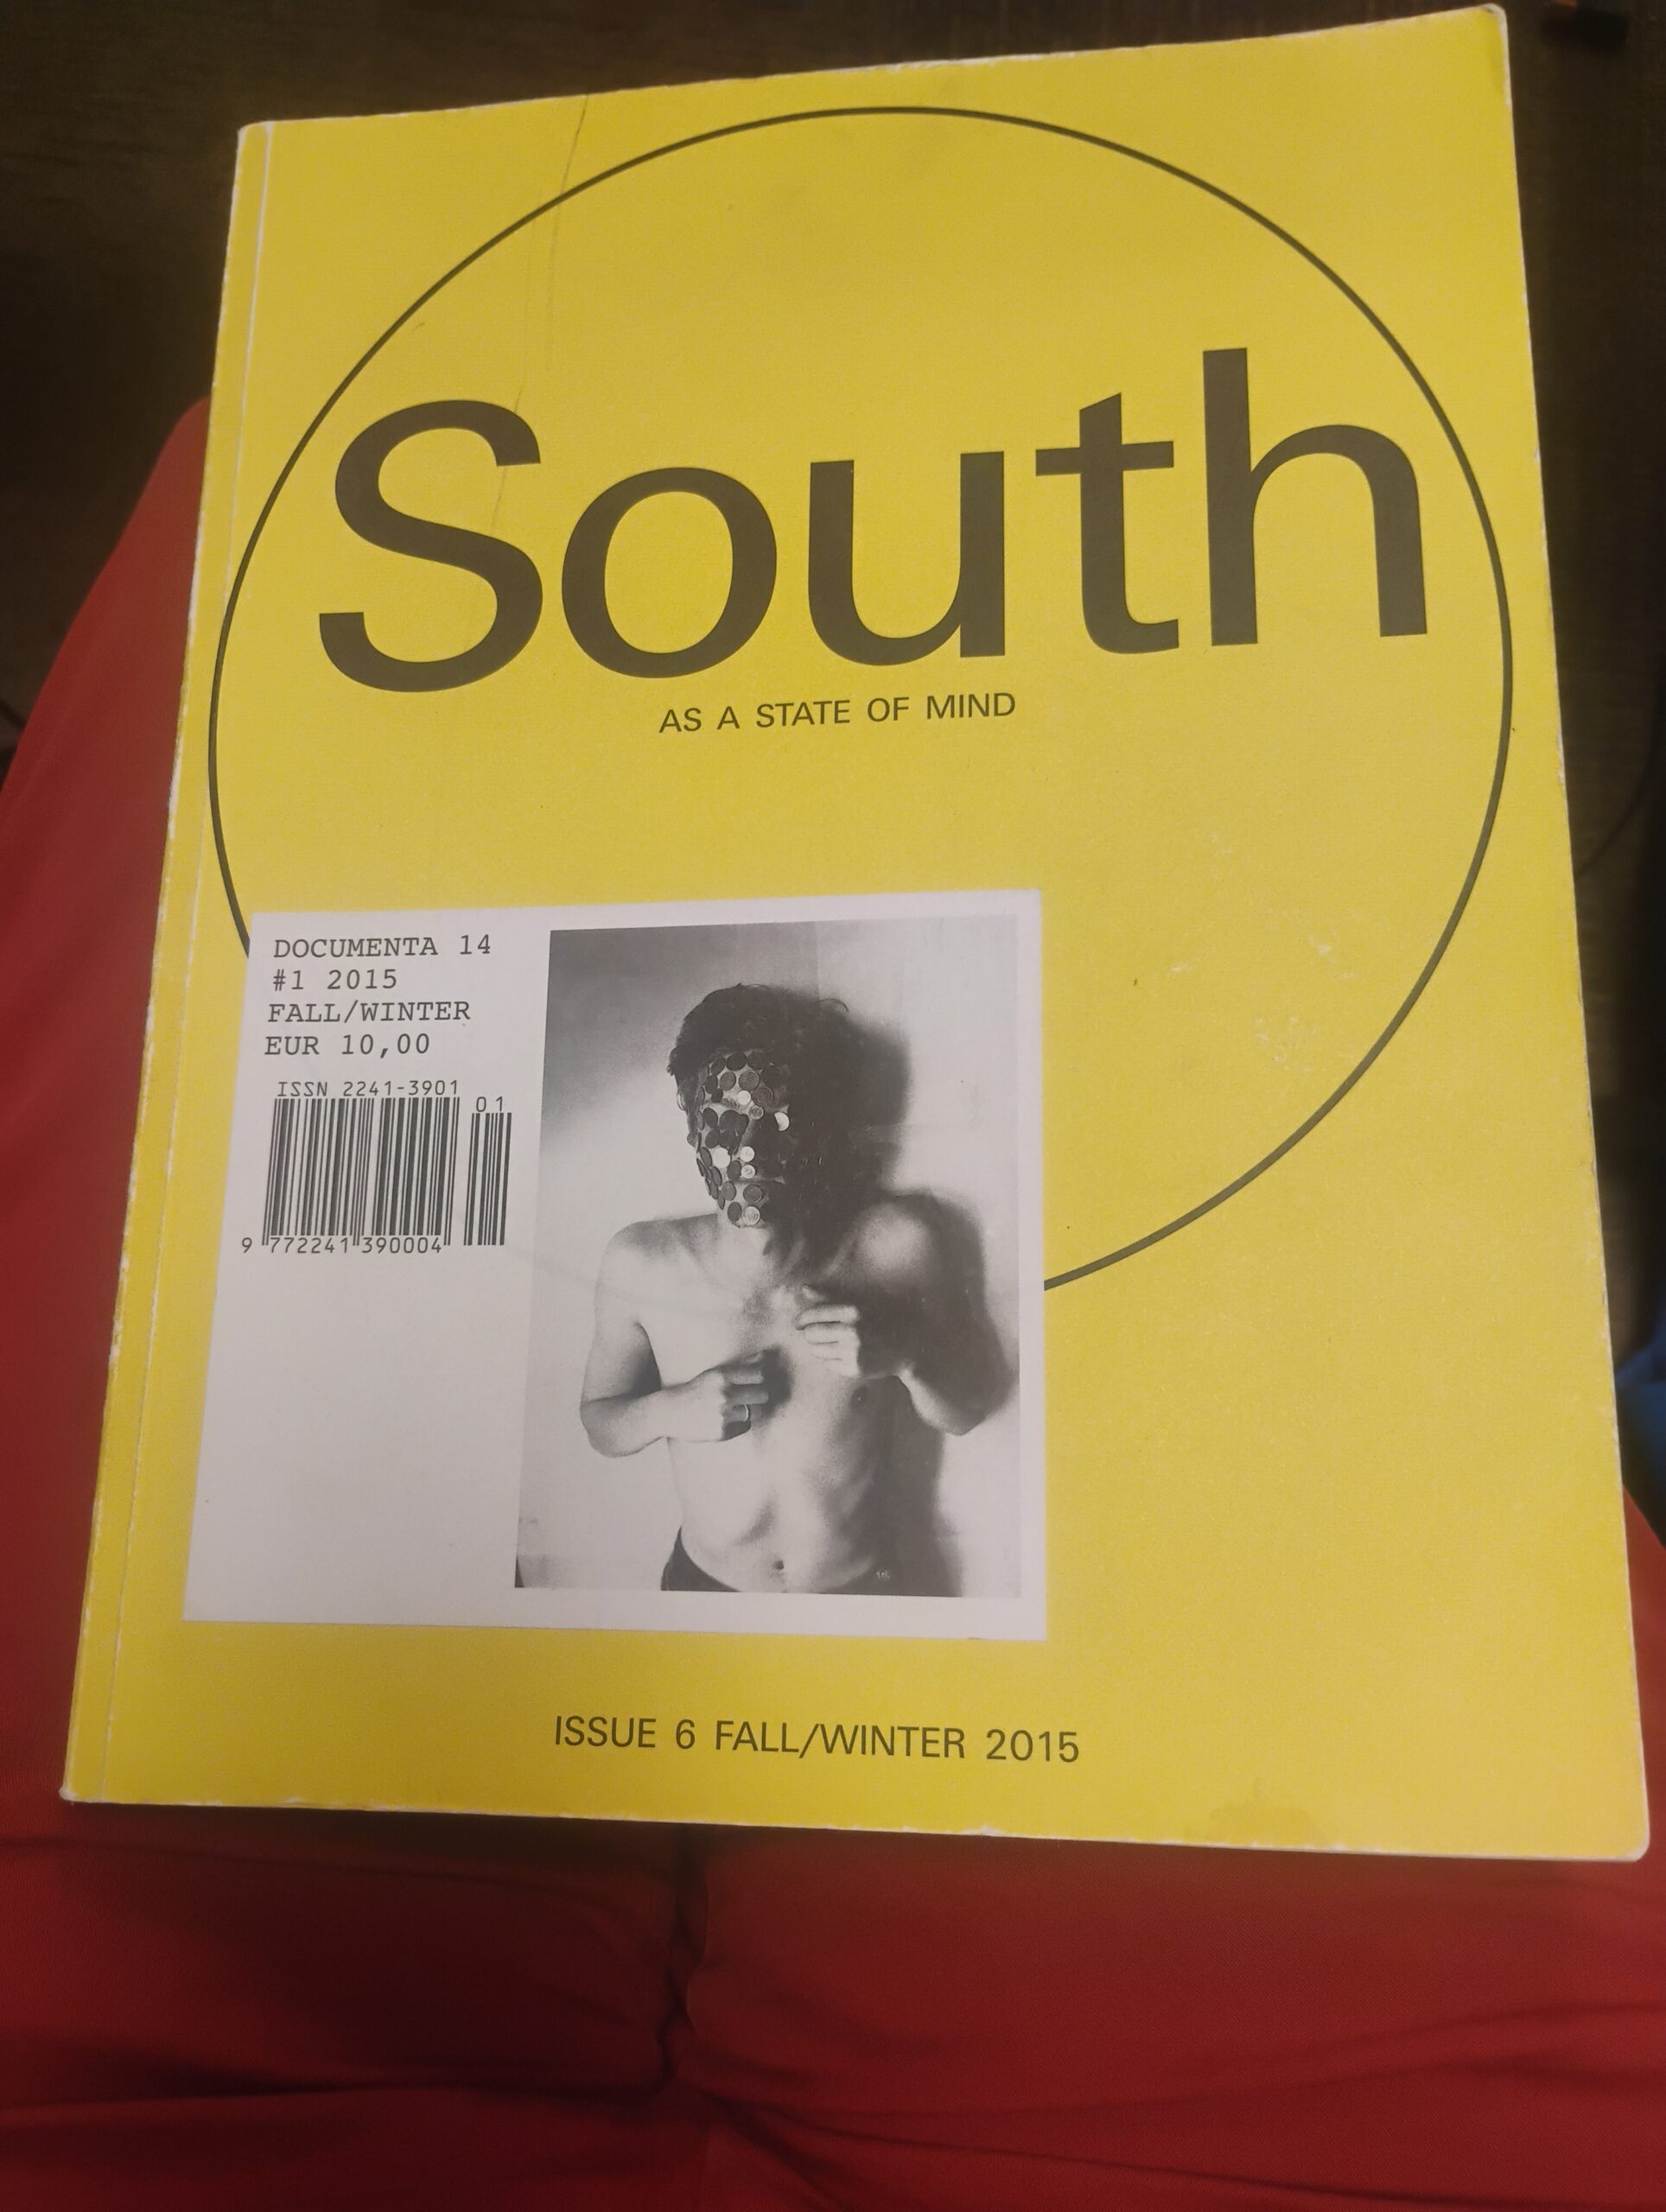 South
AS A STATE OF MIND
DOCUMENTA 14
#1 2015
FALL/WINTER
EUR 10,00
ISSN 2241-3901
01
9 772241 390004
ISSUE 6 FALL/WINTER 2015